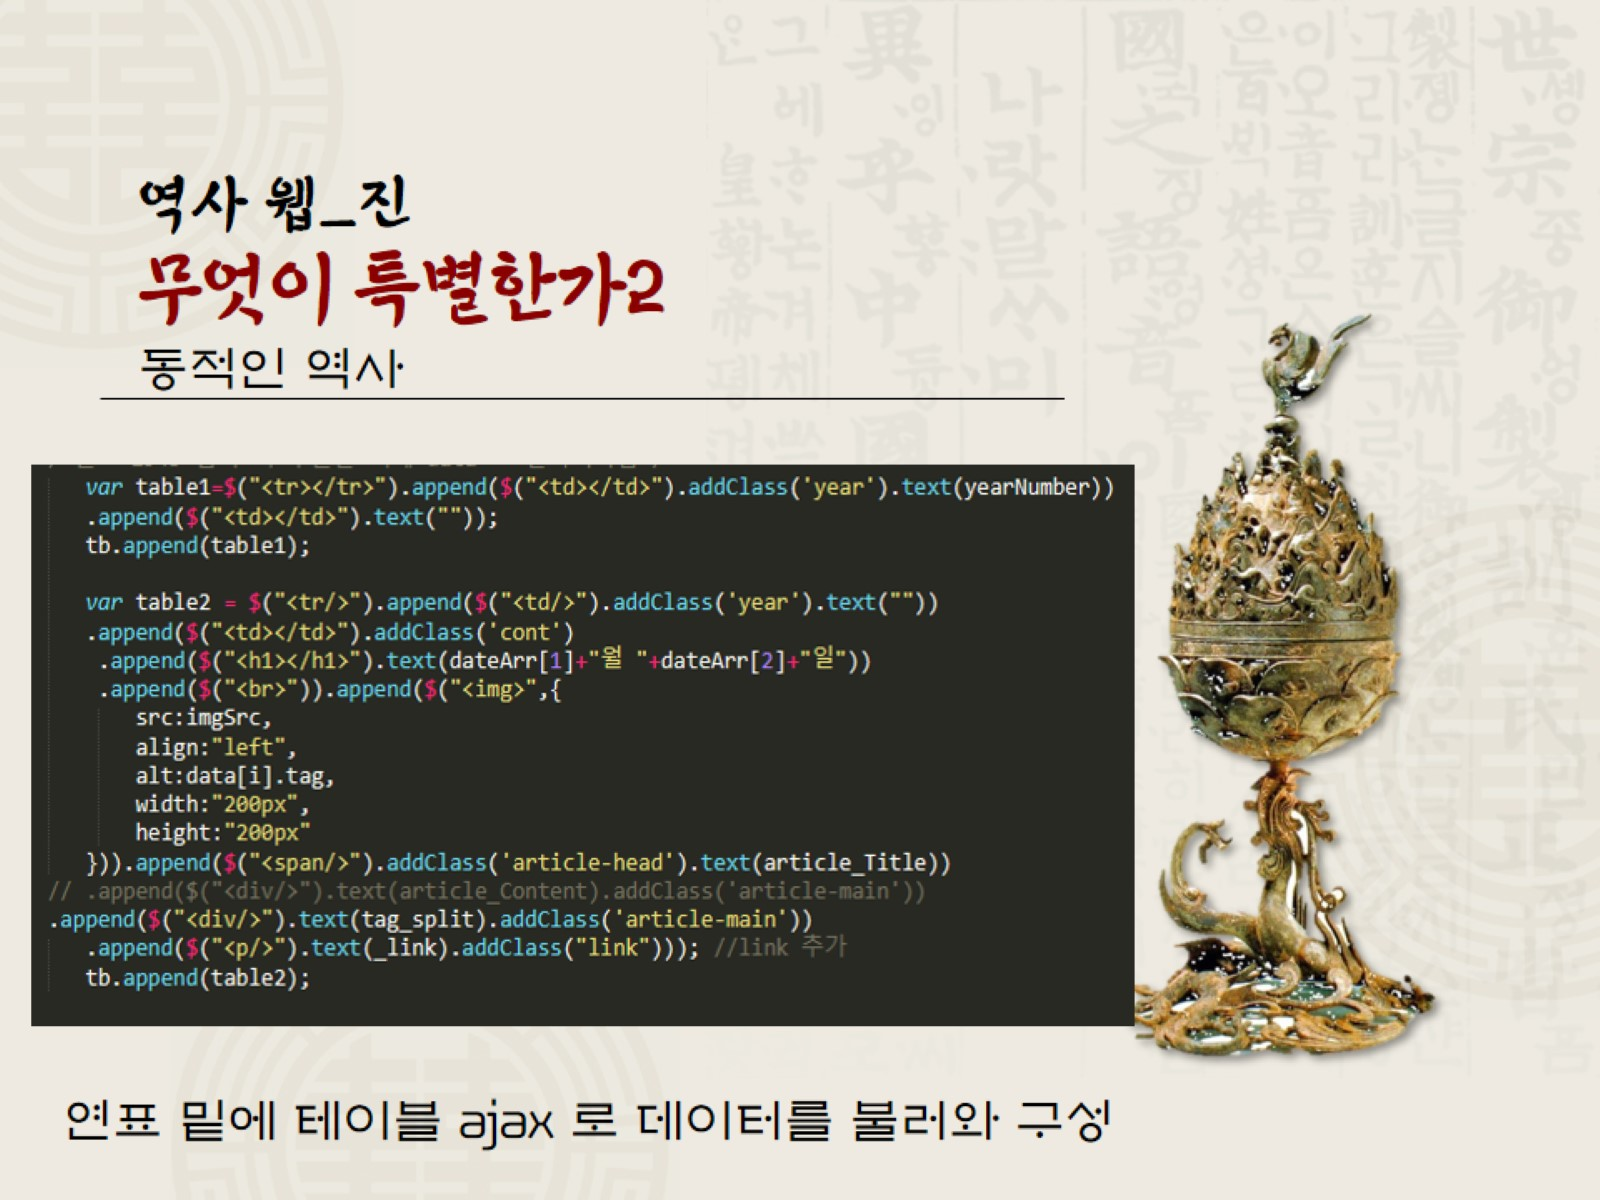 역사 웹_진
무엇이 특별한가2
동적인 역사
var table1=$("<tr></tr>").append($("<td></td>").addClass('year').text(yearNumber))
.append($("<td></td>").text(""));
tb.append(table1);
var table2 = $("<tr/>").append($("<td/>").addClass('year').text(""))
.append($("<td></td>").addClass('cont')
.append($("<h1></h1>").text(dateArr[1]+"월 "+dateArr[2]+"일"))
.append($("<br>")).append($("<img>",{
src:imgSrc,
align:"left",
alt:data[i].tag,
width:"200px",
height:"200px"
})).append($("<span/>").addClass('article-head').text(article_Title))
// .append($("<div/>").text(article_Content).addClass('article-main'))
.append($("<div/>").text(tag_split).addClass('article-main'))
.append($("<p/>").text(_link).addClass("link"))); //link 추가
tb.append(table2);
연표 밑에 테이블 ajax 로 데이터를 불러와 구성